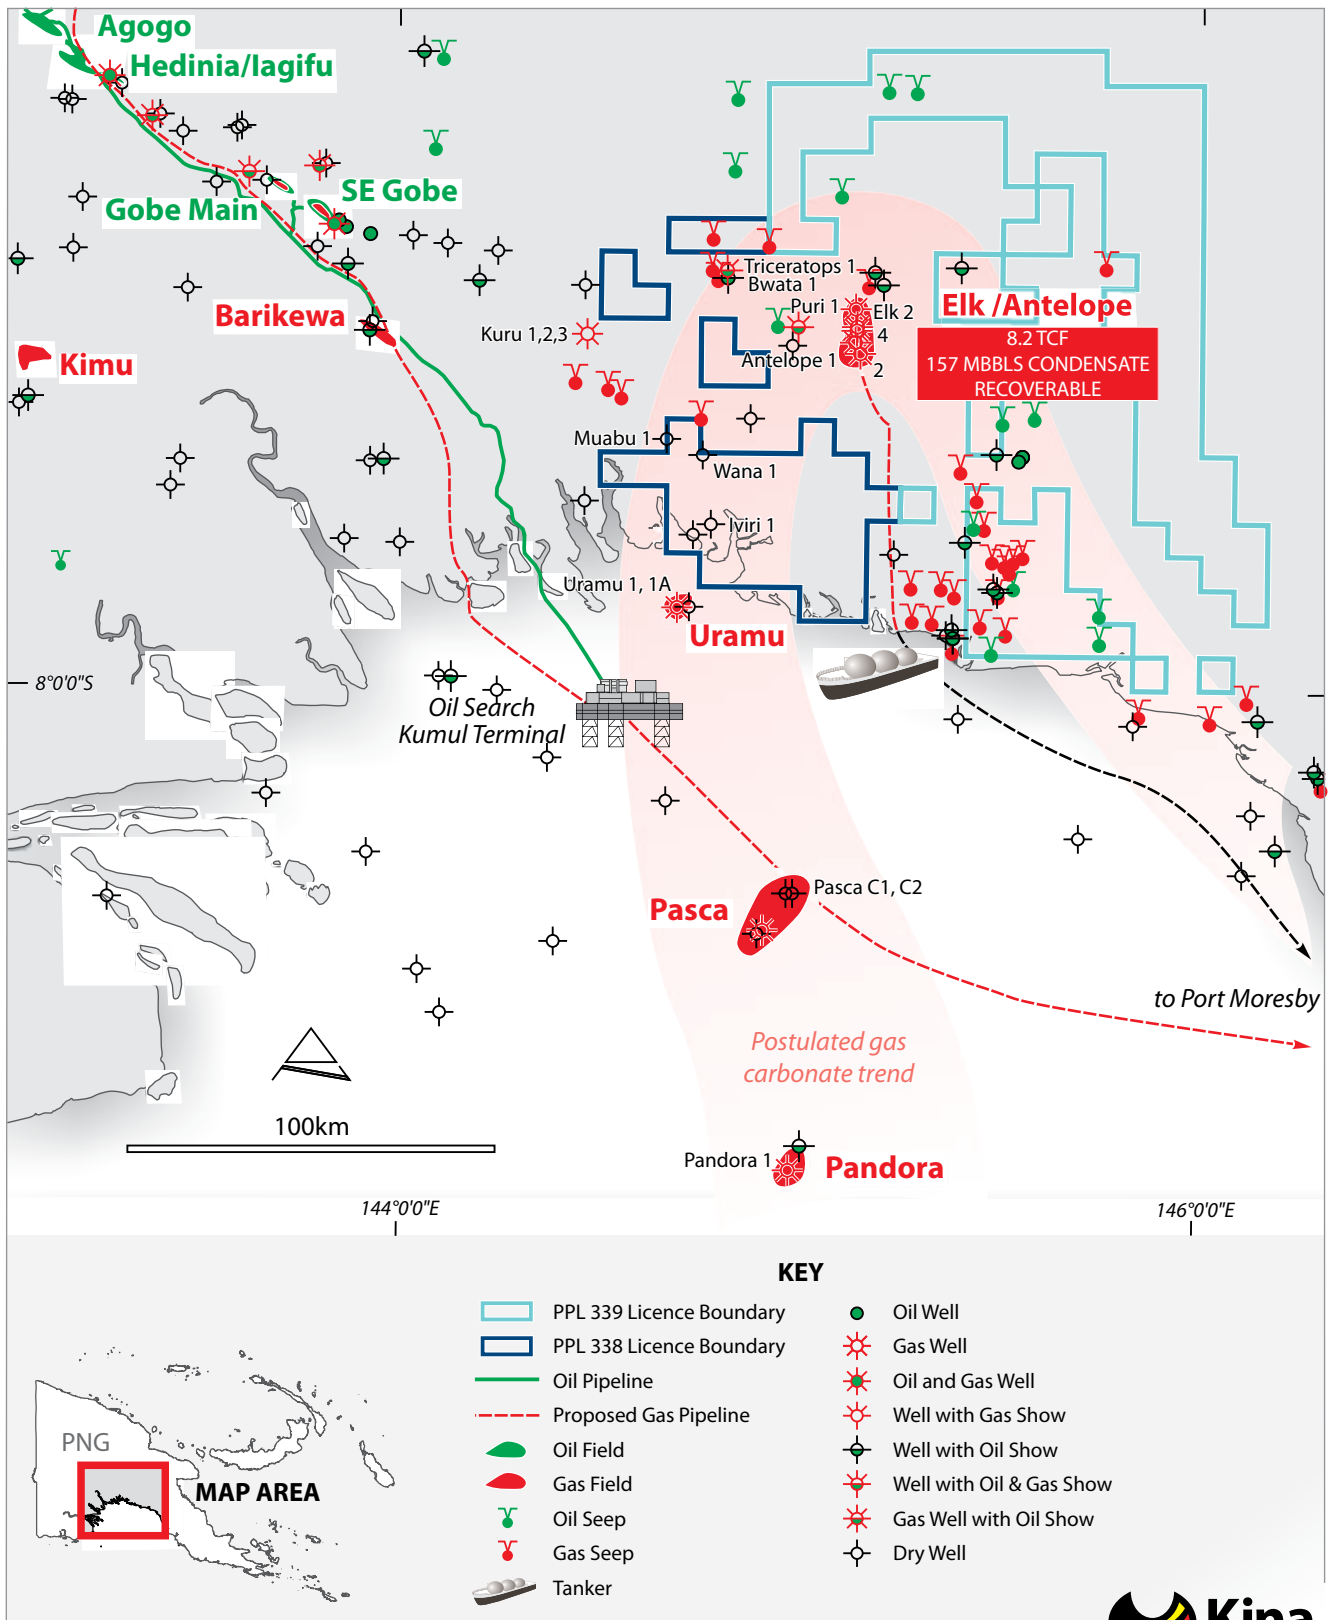 Agogo
Hedinia/Iagifu
SE Gobe
Gobe Main
Barikewa
Kimu
Triceratops 1
Bwata 1
Puri 1
Elk 2
4
2
Antelope 1
Kuru 1,2,3
Elk /Antelope
8.2 TCF
157 MBBLS CONDENSATE
RECOVERABLE
Muabu 1
Wana 1
Iviri 1
Uramu 1, 1A
Uramu
8°0'0"S
Oil Search
Kumul Terminal
Pasca C1, C2
Pasca
to Port Moresby
Postulated gas
carbonate trend
100km
Pandora 1
Pandora
144°0'0"E
146°0'0"E
KEY
PPL 339 Licence Boundary
PPL 338 Licence Boundary
Oil Pipeline
Proposed Gas Pipeline
Oil Field
Gas Field
Oil Seep
Gas Seep
Tanker
Oil Well
Gas Well
Oil and Gas Well
Well with Gas Show
Well with Oil Show
Well with Oil & Gas Show
Gas Well with Oil Show
Dry Well
PNG
MAP AREA
Kina